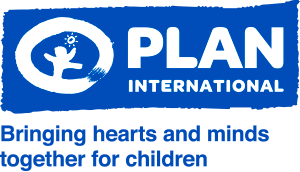 PLAN
INTERNATIONAL
Bringing hearts and minds
together for children